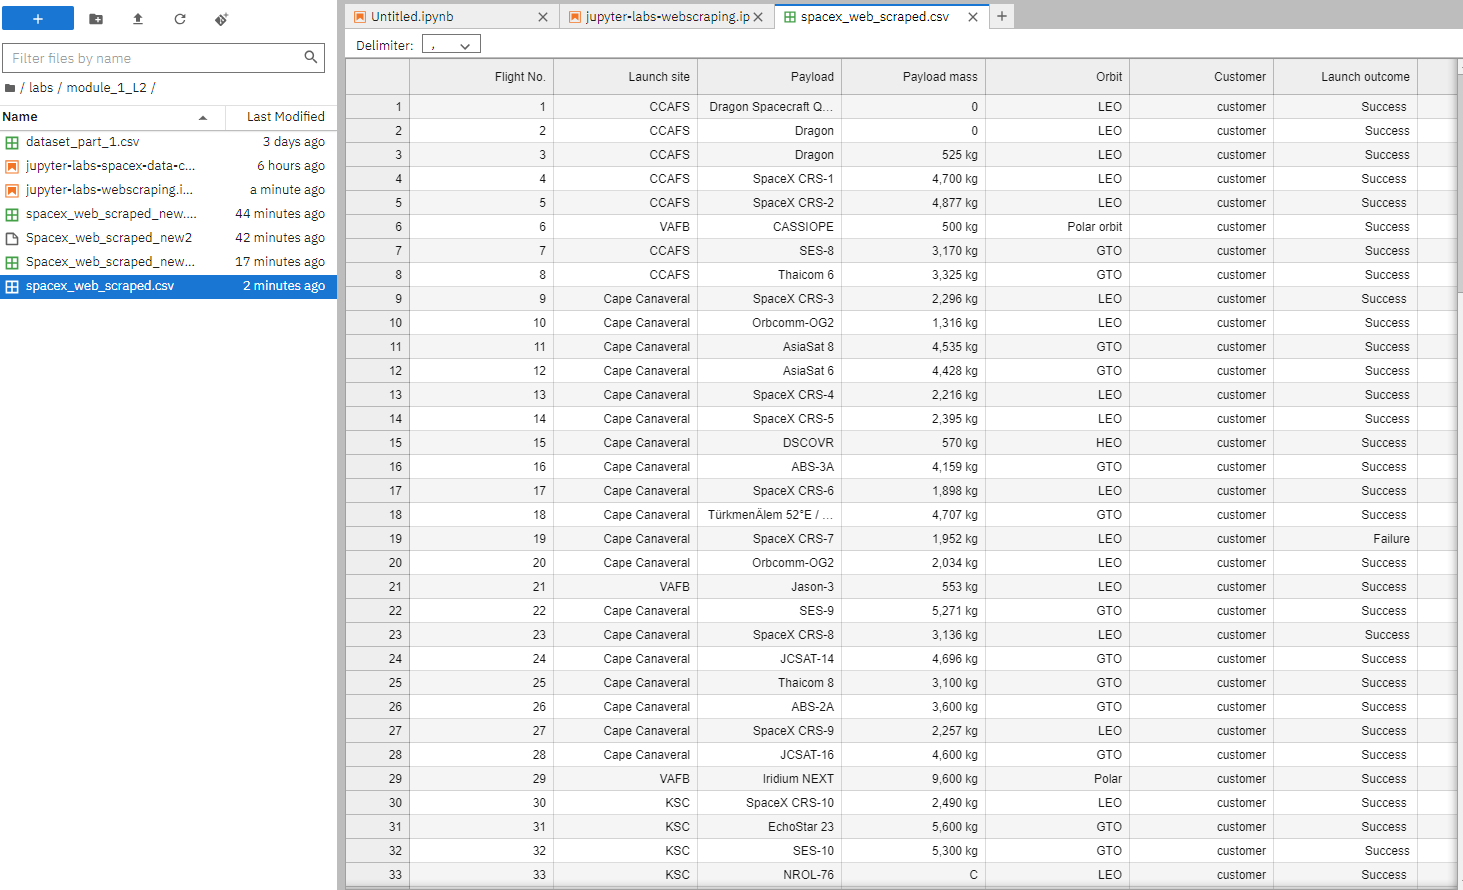 Untitled.ipynb
jupyter-labs-webscraping.ip
spacex_web_scraped.csv
Filter files by name
Delimiter: ,
/ labs / module_1_L2 /
Name Last Modified
dataset_part_1.csv 3 days ago
jupyter-labs-spacex-data-c... 6 hours ago
jupyter-labs-webscraping.i... a minute ago
spacex_web_scraped_new.... 44 minutes ago
Spacex_web_scraped_new2 42 minutes ago
Spacex_web_scraped_new... 17 minutes ago
spacex_web_scraped.csv 2 minutes ago
Flight No. Launch site Payload Payload mass Orbit Customer Launch outcome
1 1 CCAFS Dragon Spacecraft Q... 0 LEO customer Success
2 2 CCAFS Dragon 0 LEO customer Success
3 3 CCAFS Dragon 525 kg LEO customer Success
4 4 CCAFS SpaceX CRS-1 4,700 kg LEO customer Success
5 5 CCAFS SpaceX CRS-2 4,877 kg LEO customer Success
6 6 VAFB CASSIOPE 500 kg Polar orbit customer Success
7 7 CCAFS SES-8 3,170 kg GTO customer Success
8 8 CCAFS Thaicom 6 3,325 kg GTO customer Success
9 9 Cape Canaveral SpaceX CRS-3 2,296 kg LEO customer Success
10 10 Cape Canaveral Orbcomm-OG2 1,316 kg LEO customer Success
11 11 Cape Canaveral AsiaSat 8 4,535 kg GTO customer Success
12 12 Cape Canaveral AsiaSat 6 4,428 kg GTO customer Success
13 13 Cape Canaveral SpaceX CRS-4 2,216 kg LEO customer Success
14 14 Cape Canaveral SpaceX CRS-5 2,395 kg LEO customer Success
15 15 Cape Canaveral DSCOVR 570 kg HEO customer Success
16 16 Cape Canaveral ABS-3A 4,159 kg GTO customer Success
17 17 Cape Canaveral SpaceX CRS-6 1,898 kg LEO customer Success
18 18 Cape Canaveral TürkmenÄlem 52°E / ... 4,707 kg GTO customer Success
19 19 Cape Canaveral SpaceX CRS-7 1,952 kg LEO customer Failure
20 20 Cape Canaveral Orbcomm-OG2 2,034 kg LEO customer Success
21 21 VAFB Jason-3 553 kg LEO customer Success
22 22 Cape Canaveral SES-9 5,271 kg GTO customer Success
23 23 Cape Canaveral SpaceX CRS-8 3,136 kg LEO customer Success
24 24 Cape Canaveral JCSAT-14 4,696 kg GTO customer Success
25 25 Cape Canaveral Thaicom 8 3,100 kg GTO customer Success
26 26 Cape Canaveral ABS-2A 3,600 kg GTO customer Success
27 27 Cape Canaveral SpaceX CRS-9 2,257 kg LEO customer Success
28 28 Cape Canaveral JCSAT-16 4,600 kg GTO customer Success
29 29 VAFB Iridium NEXT 9,600 kg Polar customer Success
30 30 KSC SpaceX CRS-10 2,490 kg LEO customer Success
31 31 KSC EchoStar 23 5,600 kg GTO customer Success
32 32 KSC SES-10 5,300 kg GTO customer Success
33 33 KSC NROL-76 C LEO customer Success